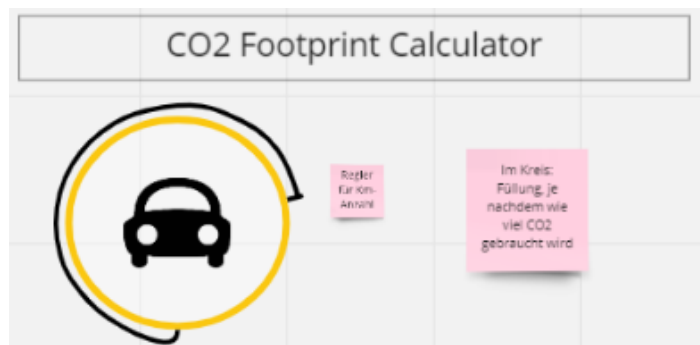 CO2 Footprint Calculator
Regler
für Km-
Anzahl
Im Kreis:
Füllung, je
nachdem wie
viel CO2
gebraucht wird